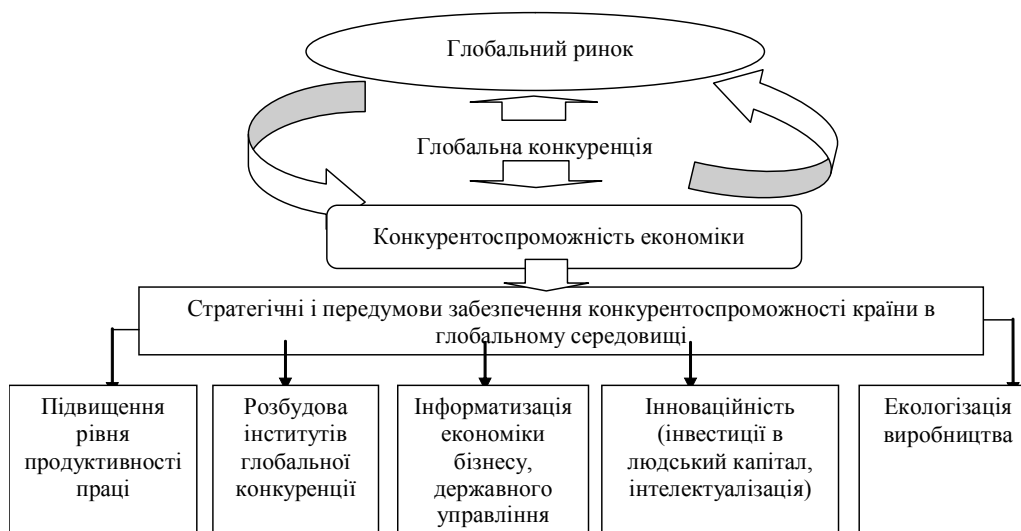 Глобальний ринок
Глобальна конкуренція
Конкурентоспроможність економіки
Стратегічні і передумови забезпечення конкурентоспроможності країни в
глобальному середовищі
Підвищення
рівня
продуктивності
праці
Розбудова
інститутів
глобальної
конкуренції
Інформатизація
економіки
бізнесу,
державного
управління
Інноваційність
(інвестиції в
людський капітал,
інтелектуалізація)
Екологізація
виробництва